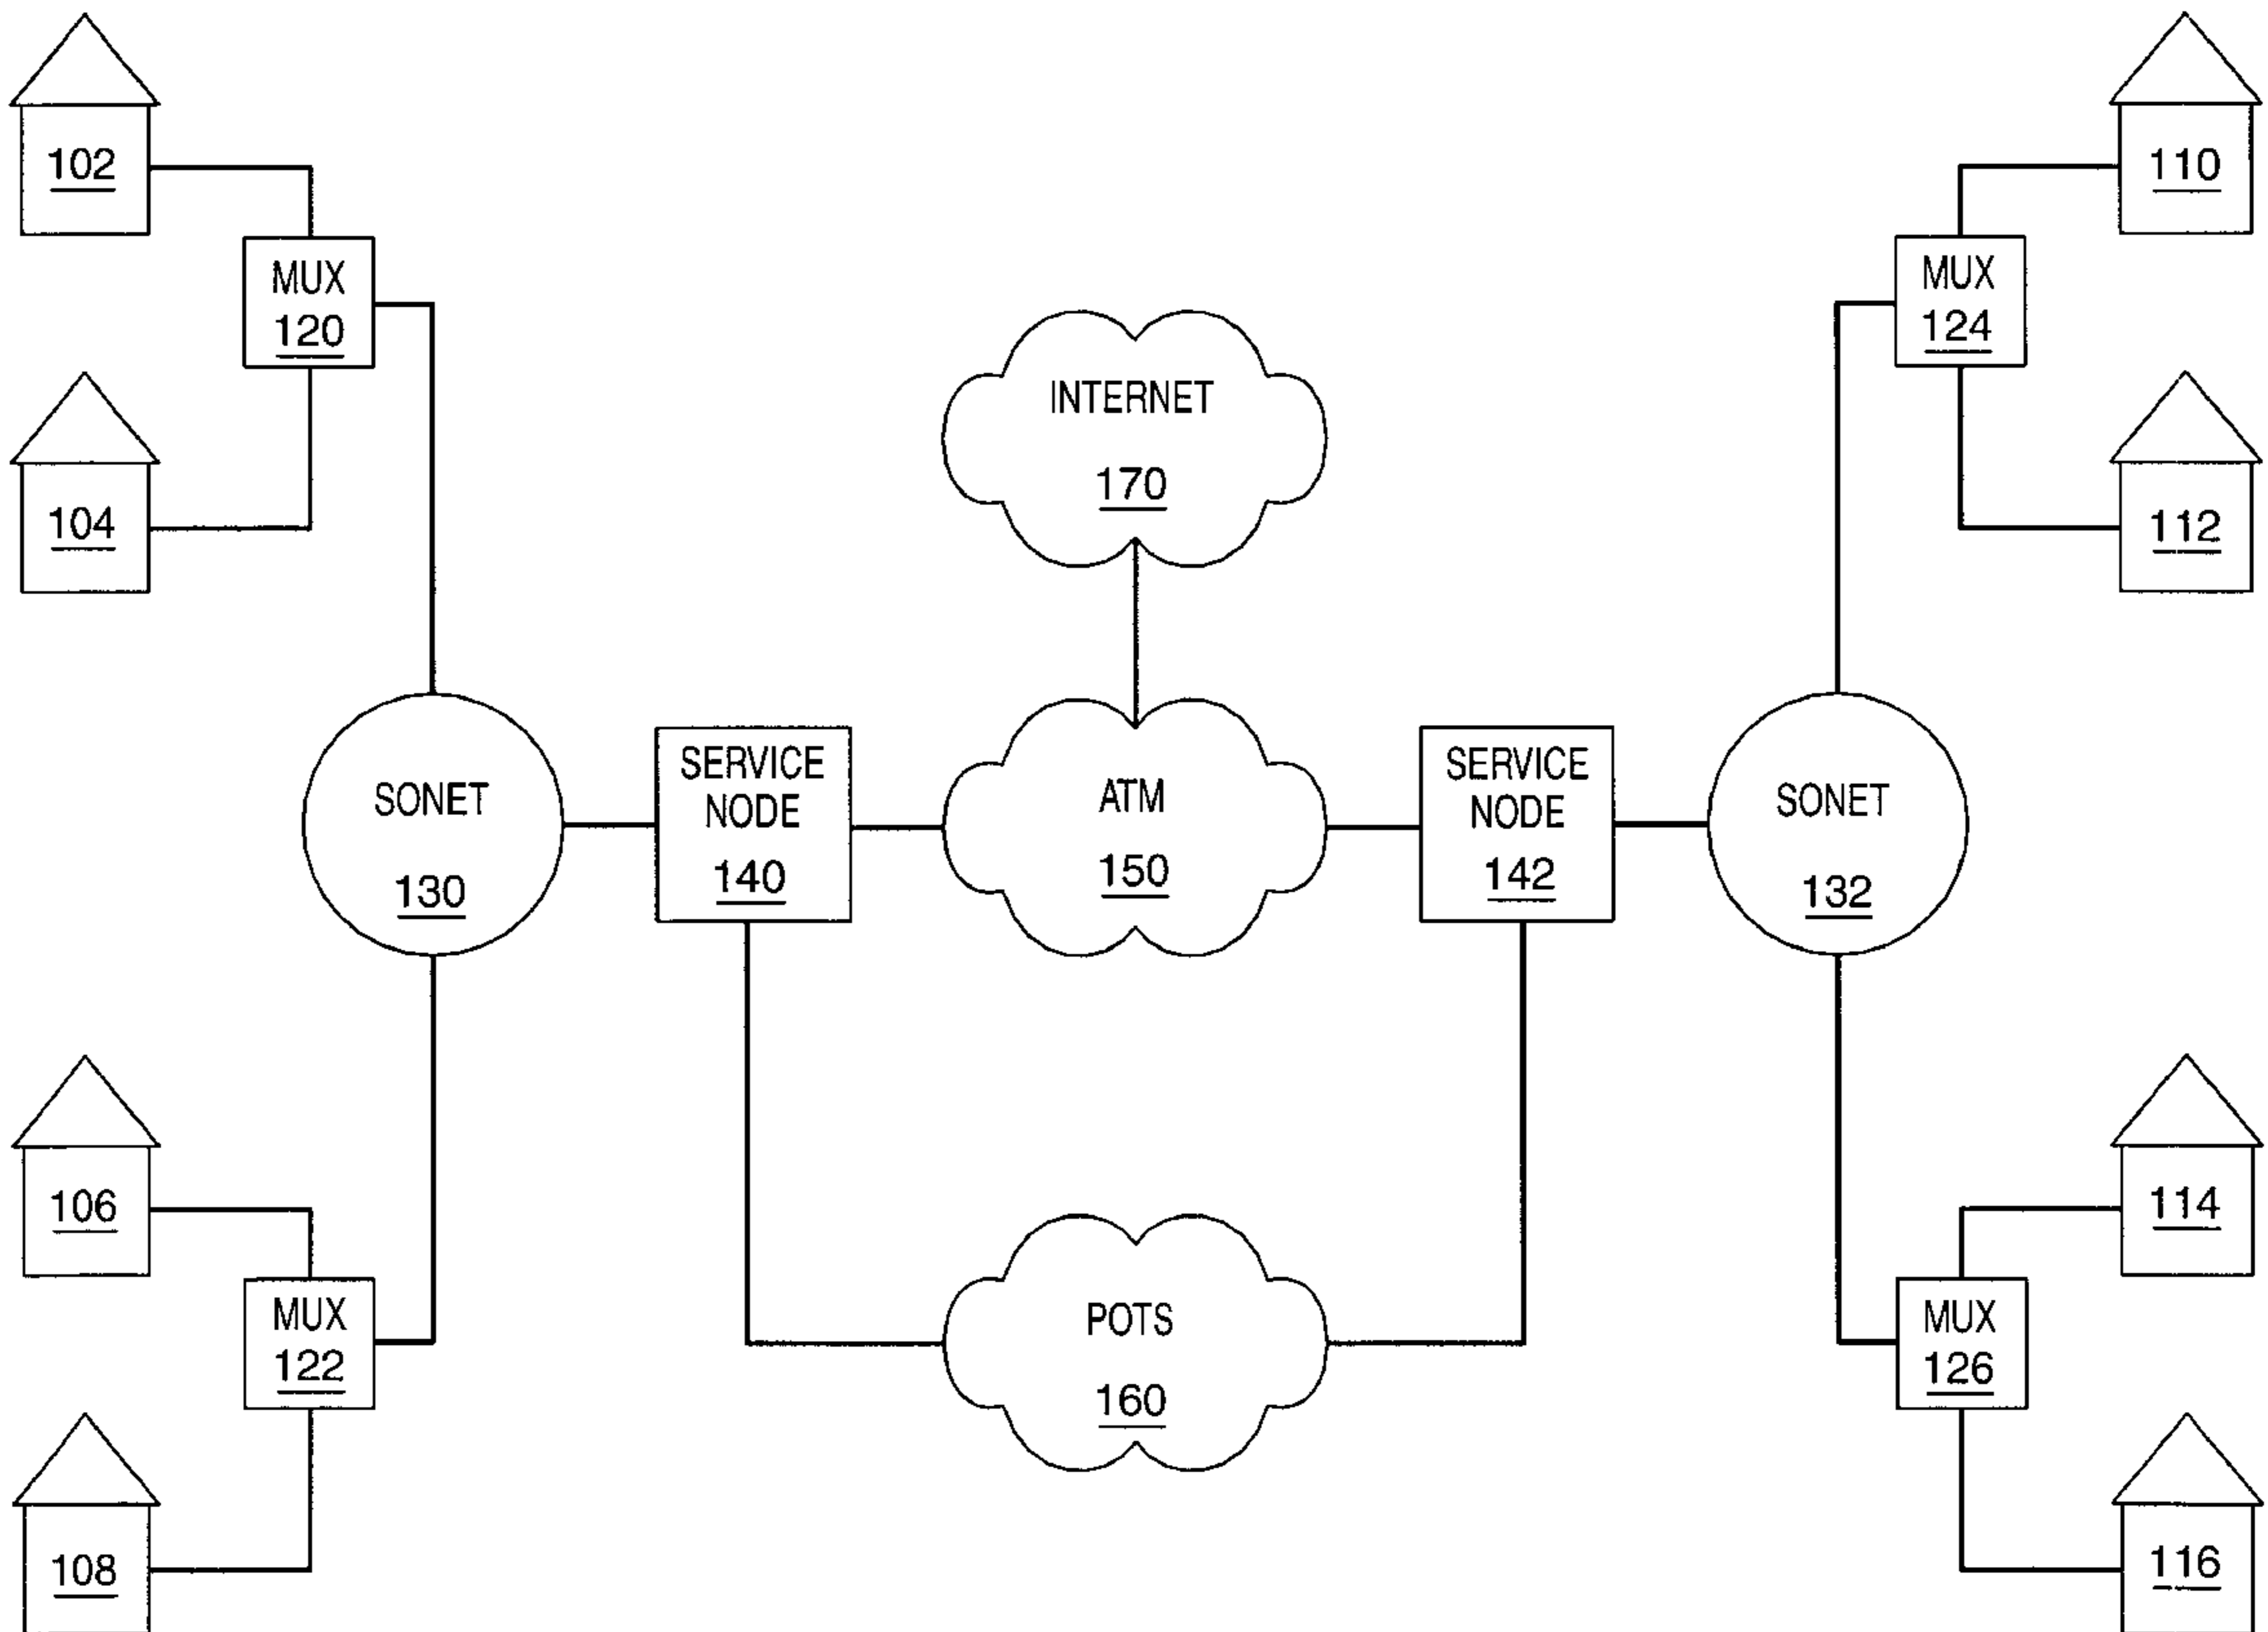 102
110
MUX
120
MUX
124
INTERNET
170
104
112
SERVICE
NODE
140
SERVICE
NODE
142
SONET
130
ATM
150
SONET
132
106
114
MUX
122
POTS
160
MUX
126
108
116